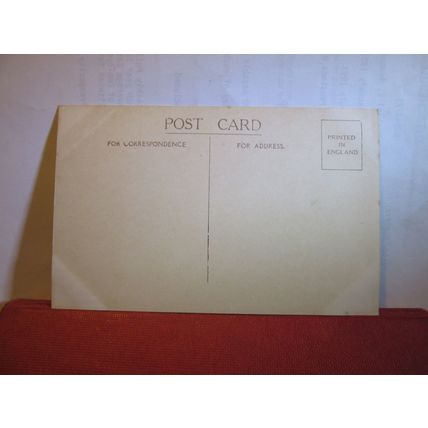 POST CARD
FOR CORRESPONDENCE
FOR ADDRESS.
PRINTED
IN
ENGLAND